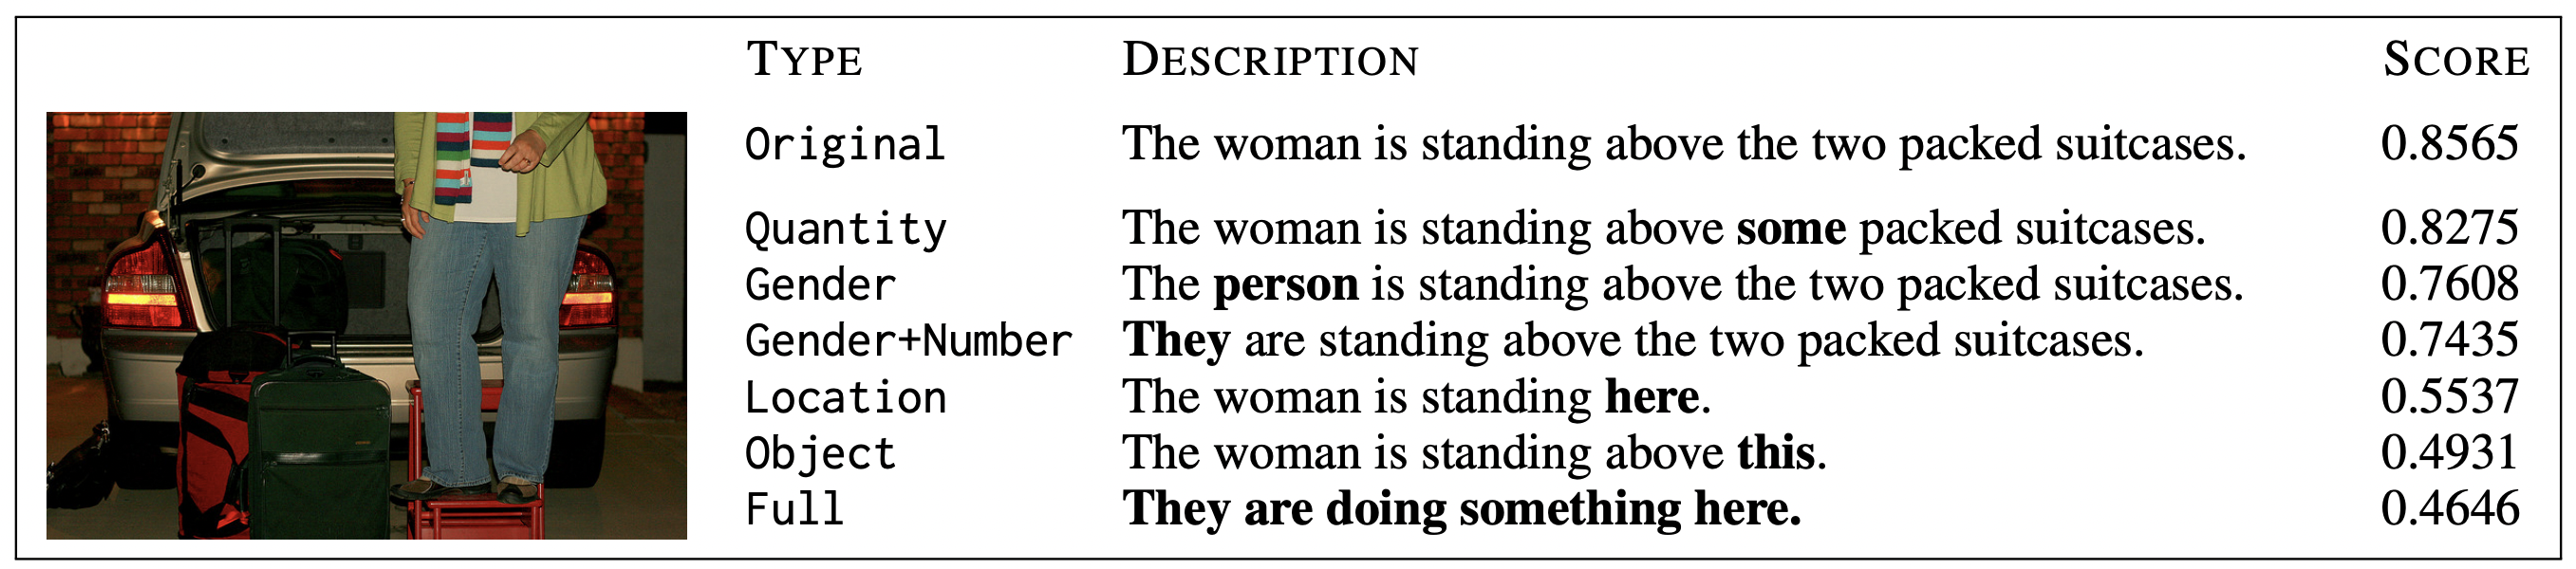 TYPE DESCRIPTION SCORE
Original The woman is standing above the two packed suitcases. 0.8565
Quantity The woman is standing above some packed suitcases. 0.8275
Gender The person is standing above the two packed suitcases. 0.7608
Gender+Number They are standing above the two packed suitcases. 0.7435
Location The woman is standing here. 0.5537
Object The woman is standing above this. 0.4931
Full They are doing something here. 0.4646